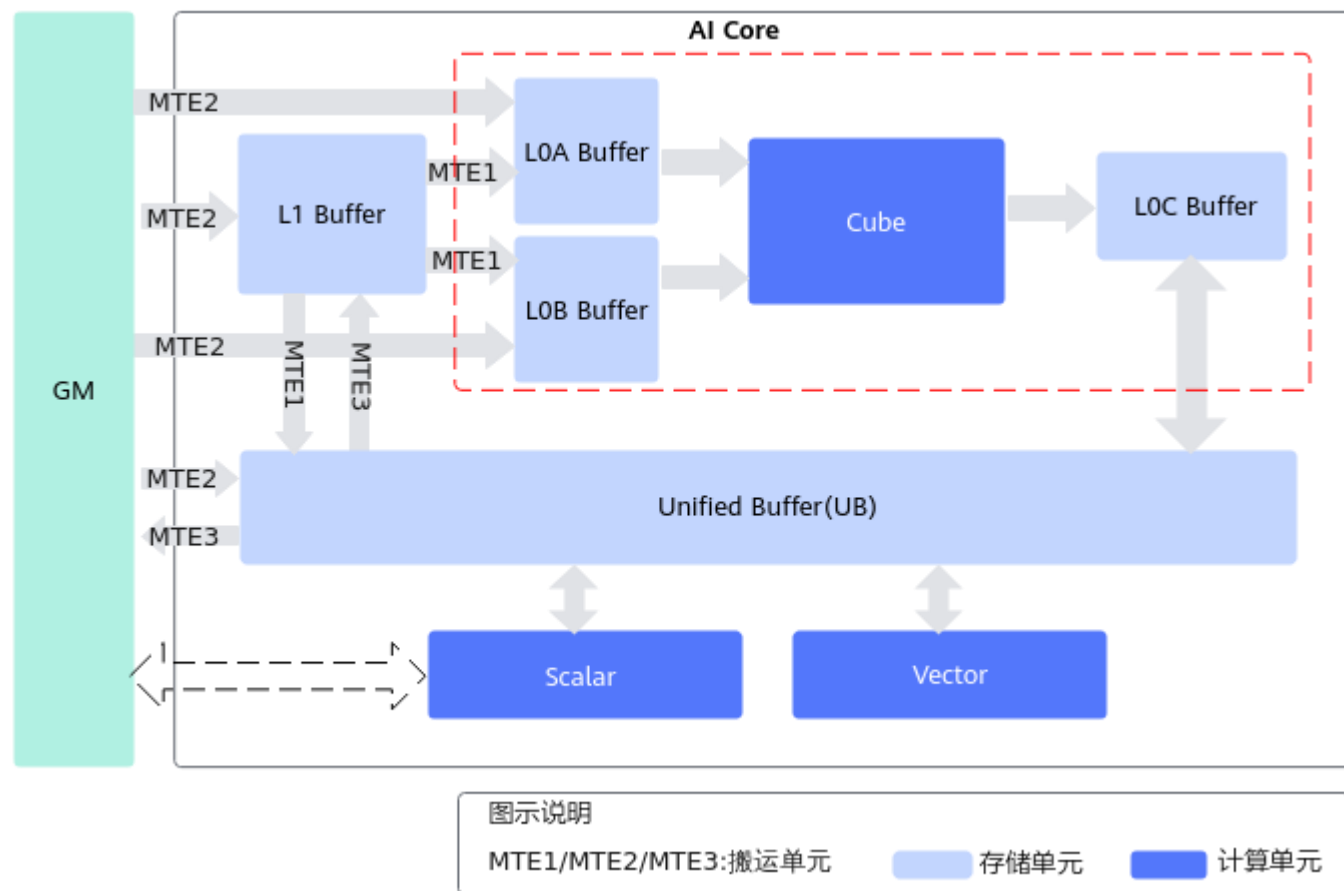 AI Core
MTE2
L0A Buffer
MTE1
L1 Buffer
MTE2
Cube
L0C Buffer
MTE1
L0B Buffer
MTE2
MTE1
MTE3
GM
MTE2
Unified Buffer(UB)
MTE3
Scalar
Vector
图示说明
MTE1/MTE2/MTE3:搬运单元
存储单元
计算单元